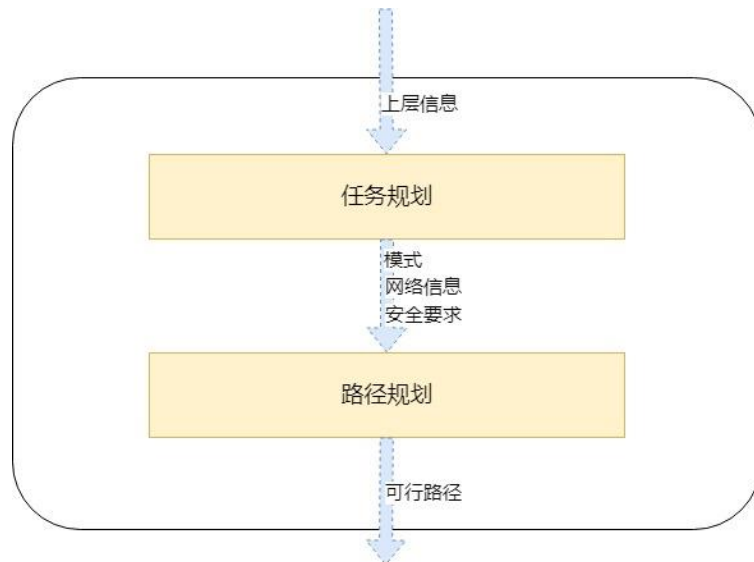 上层信息
任务规划
模式
网络信息
安全要求
路径规划
可行路径